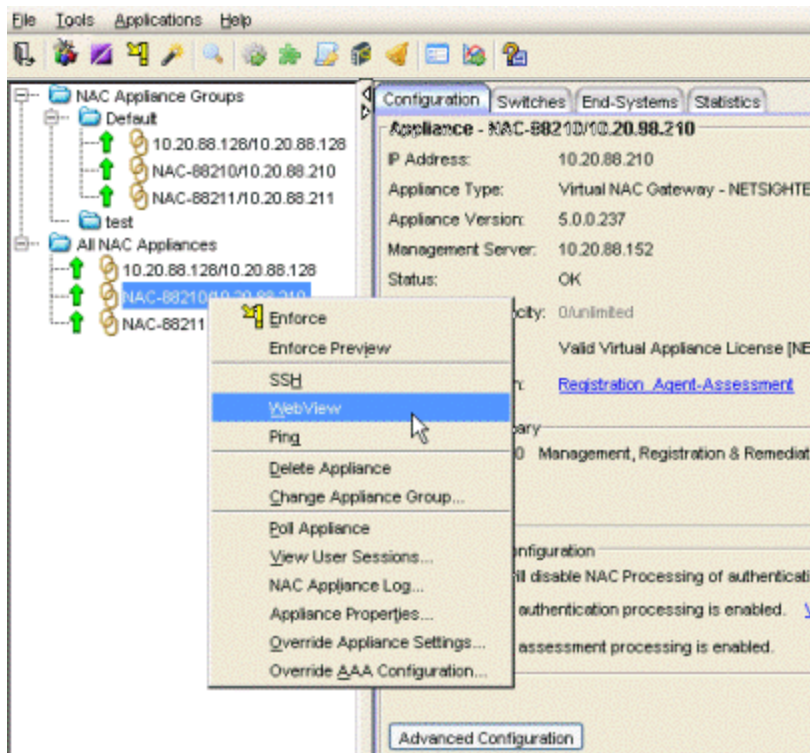 File Tools Applications Help
NAC Appliance Groups
Default
10.20.88.128/10.20.88.128
NAC-88210/10.20.88.210
NAC-88211/10.20.88.211
test
All NAC Appliances
10.20.88.128/10.20.88.128
NAC-88210/10.20.88.210
NAC-88211
Enforce
Enforce Preview
SSH
WebView
Ping
Delete Appliance
Change Appliance Group...
Poll Appliance
View User Sessions...
NAC Appliance Log...
Appliance Properties...
Override Appliance Settings...
Override AAA Configuration...
Configuration Switches End-Systems Statistics
Appliance - NAC-88210/10.20.88.210
IP Address: 10.20.88.210
Appliance Type: Virtual NAC Gateway - NETSIGHTE
Appliance Version: 5.0.0.237
Management Server: 10.20.88.152
Status: OK
city: 0/unlimited
Valid Virtual Appliance License [NE
Registration_Agent-Assessment
ary
0 Management, Registration & Remediat
nfiguration
ill disable NAC Processing of authenticati
authentication processing is enabled.
assessment processing is enabled.
Advanced Configuration